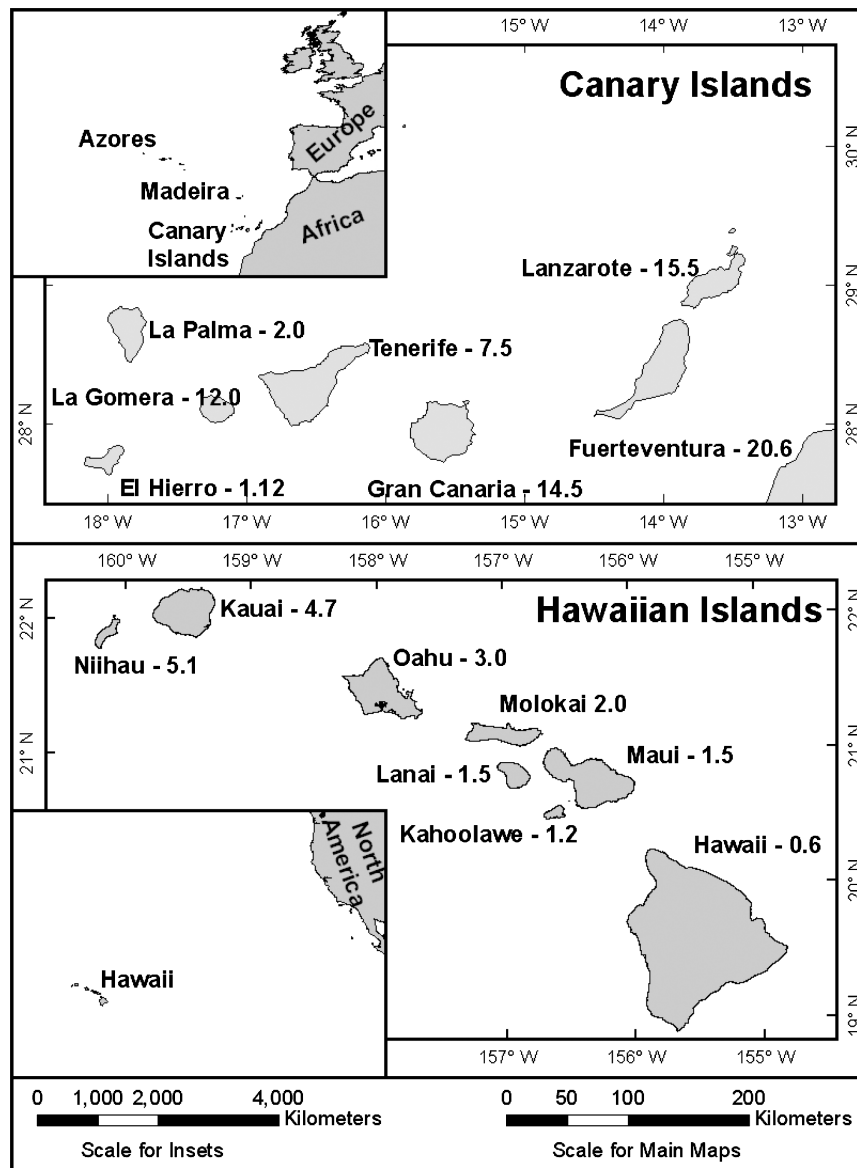 15° W
14° W
13° W
Canary Islands
Europe
Azores
Madeira
Africa
Canary
Islands
30° N
Lanzarote - 15.5
29° N
La Palma - 2.0
Tenerife - 7.5
La Gomera - 12.0
28° N
28° N
Fuerteventura - 20.6
El Hierro - 1.12
Gran Canaria - 14.5
18° W
17° W
16° W
15° W
14° W
13° W
160° W
159° W
158° W
157° W
156° W
155° W
Hawaiian Islands
22° N
22° N
Kauai - 4.7
Niihau - 5.1
Oahu - 3.0
Molokai 2.0
21° N
21° N
Maui - 1.5
Lanai - 1.5
Kahoolawe - 1.2
Hawaii - 0.6
North
America
20° N
Hawaii
19° N
157° W
156° W
155° W
0 1,000 2,000 4,000
Kilometers
Scale for Insets
0 50 100 200
Kilometers
Scale for Main Maps